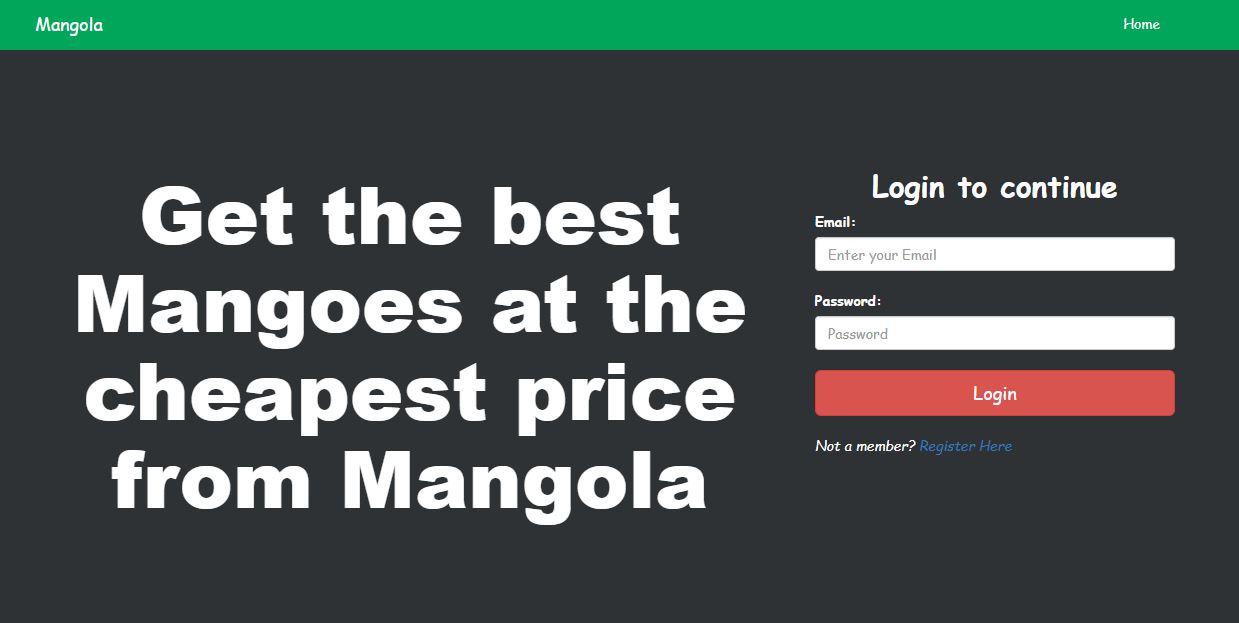 Mangola
Home
Get the best
Mangoes at the
cheapest price
from Mangola
Login to continue
Email:
Enter your Email
Password:
Password
Login
Not a member? Register Here